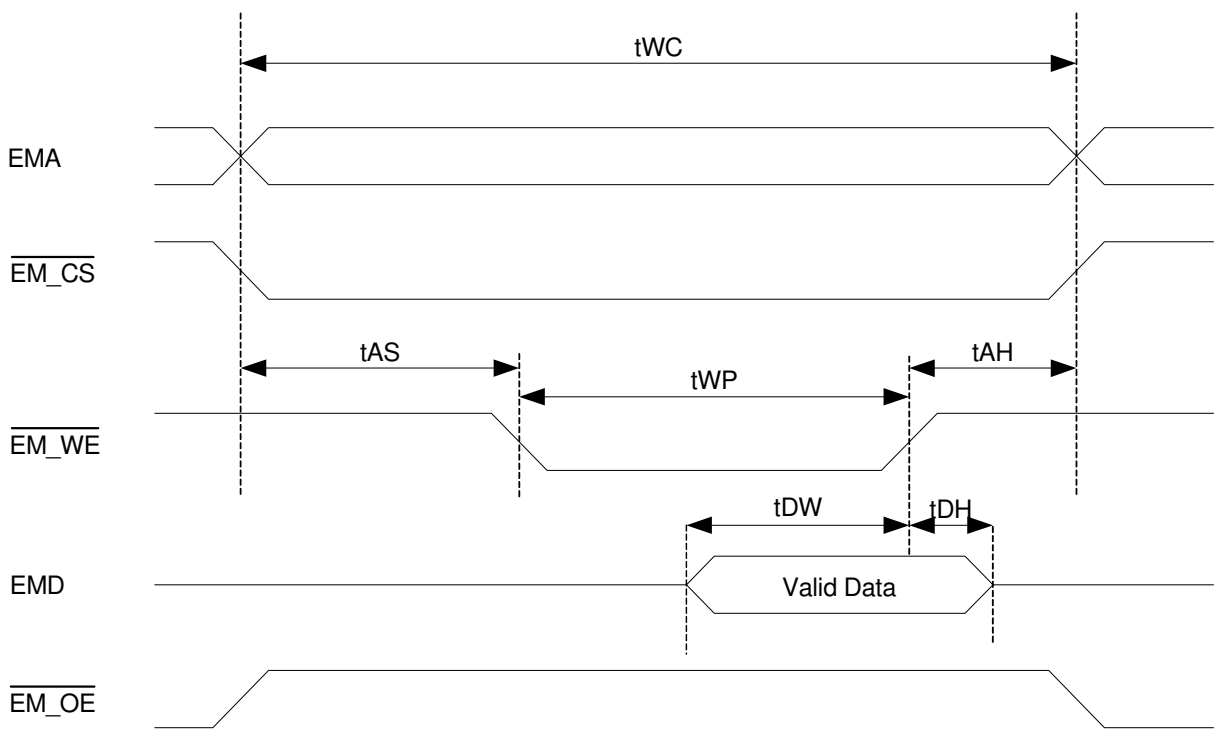 tWC
EMA
EM_CS
tAS
tAH
tWP
EM_WE
tDW
tDH
EMD
Valid Data
EM_OE